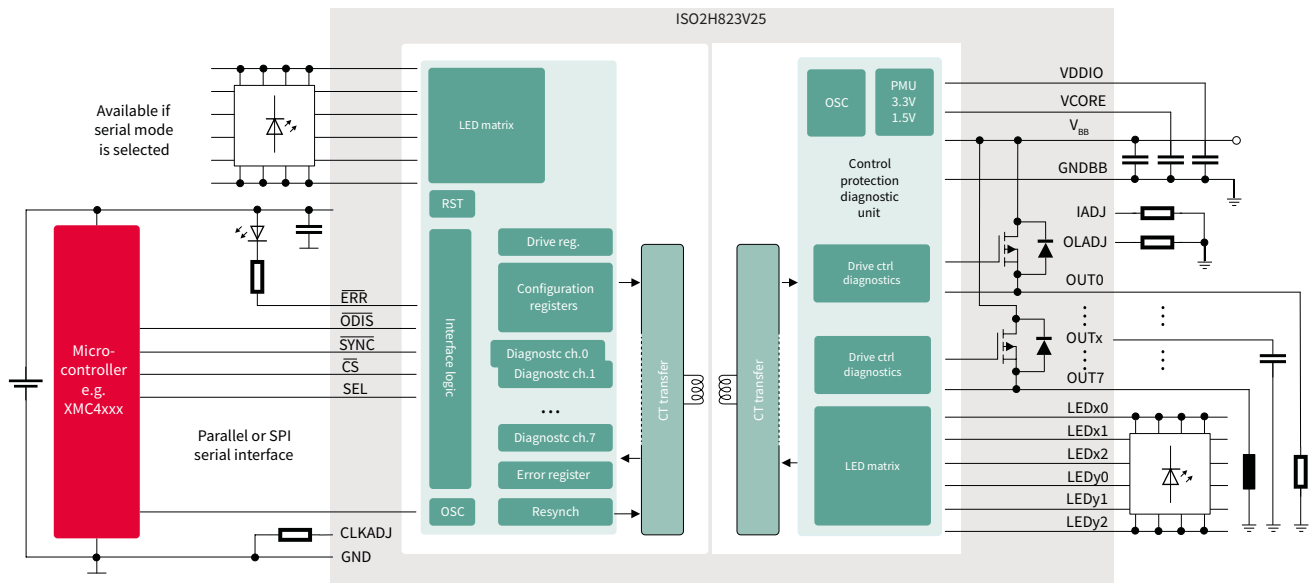 ISO2H823V25
Available if
serial mode
is selected
LED matrix
RST
Interface logic
OSC
Drive reg.
Configuration
registers
Diagnostc ch.0
Diagnostc ch.1
...
Diagnostc ch.7
Error register
Resynch
CT transfer
CT transfer
Micro-
controller
e.g.
XMC4xxx
ERR
ODIS
SYNC
CS
SEL
Parallel or SPI
serial interface
CLKADJ
GND
OSC
PMU
3.3V
1.5V
Control
protection
diagnostic
unit
Drive ctrl
diagnostics
Drive ctrl
diagnostics
LED matrix
VDDIO
VCORE
VBB
GNDBB
IADJ
OLADJ
OUT0
OUTx
OUT7
LEDx0
LEDx1
LEDx2
LEDy0
LEDy1
LEDy2